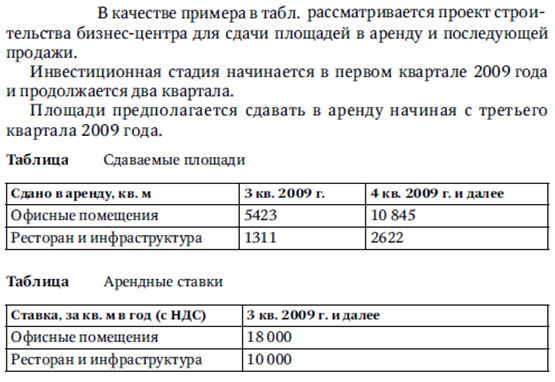 В качестве примера в табл. рассматривается проект строи-
тельства бизнес-центра для сдачи площадей в аренду и последующей
продажи.
Инвестиционная стадия начинается в первом квартале 2009 года
и продолжается два квартала.
Площади предполагается сдавать в аренду начиная с третьего
квартала 2009 года.
Таблица Сдаваемые площади
Сдано в аренду, кв. м 3 кв. 2009 г. 4 кв. 2009 г. и далее
Офисные помещения 5423 10 845
Ресторан и инфраструктура 1311 2622
Таблица Арендные ставки
Ставка, за кв. м в год (с НДС) 3 кв. 2009 г. и далее
Офисные помещения 18 000
Ресторан и инфраструктура 10 000